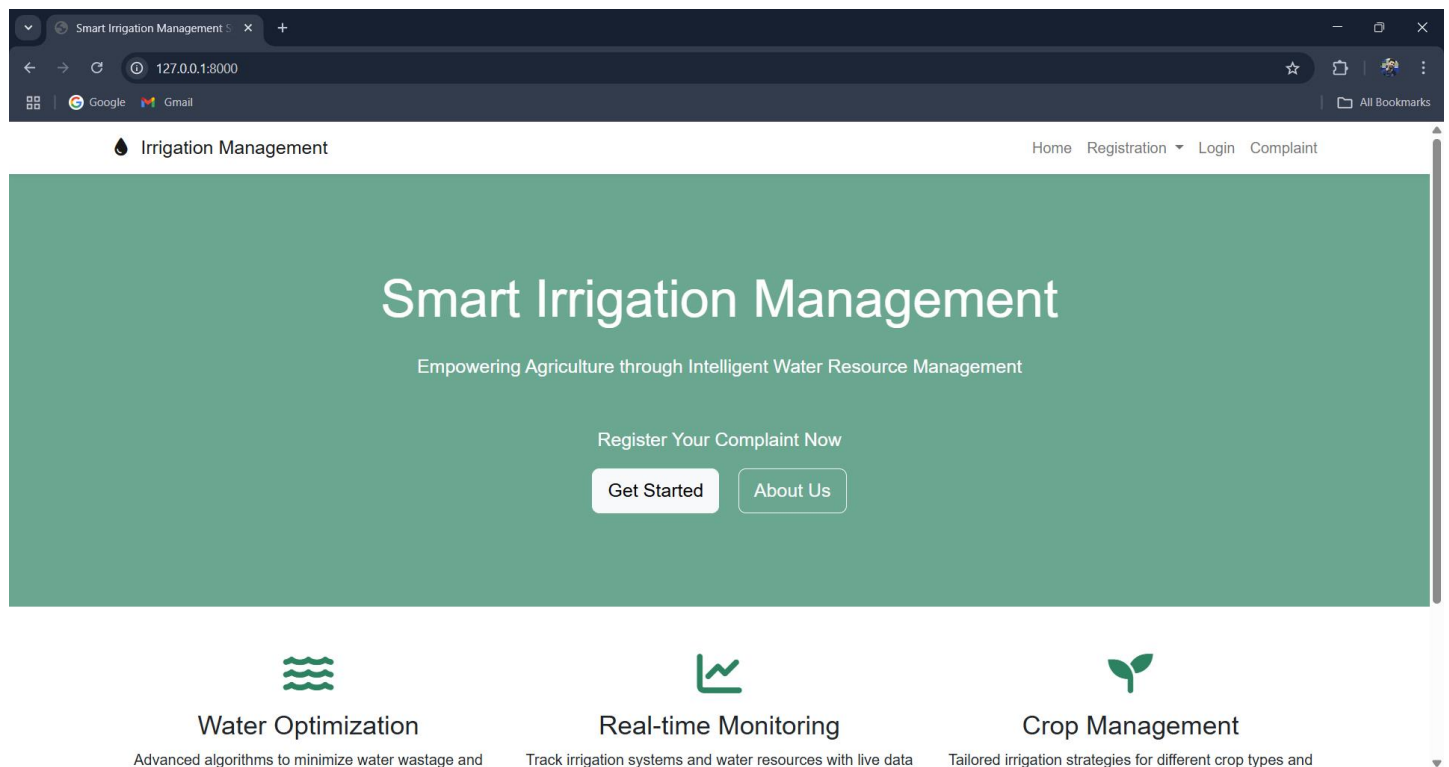 Smart Irrigation Management S
127.0.0.1:8000
Google Gmail All Bookmarks
Irrigation Management Home Registration Login Complaint
Smart Irrigation Management
Empowering Agriculture through Intelligent Water Resource Management
Register Your Complaint Now
Get Started About Us
Water Optimization Real-time Monitoring Crop Management
Advanced algorithms to minimize water wastage and Track irrigation systems and water resources with live data Tailored irrigation strategies for different crop types and